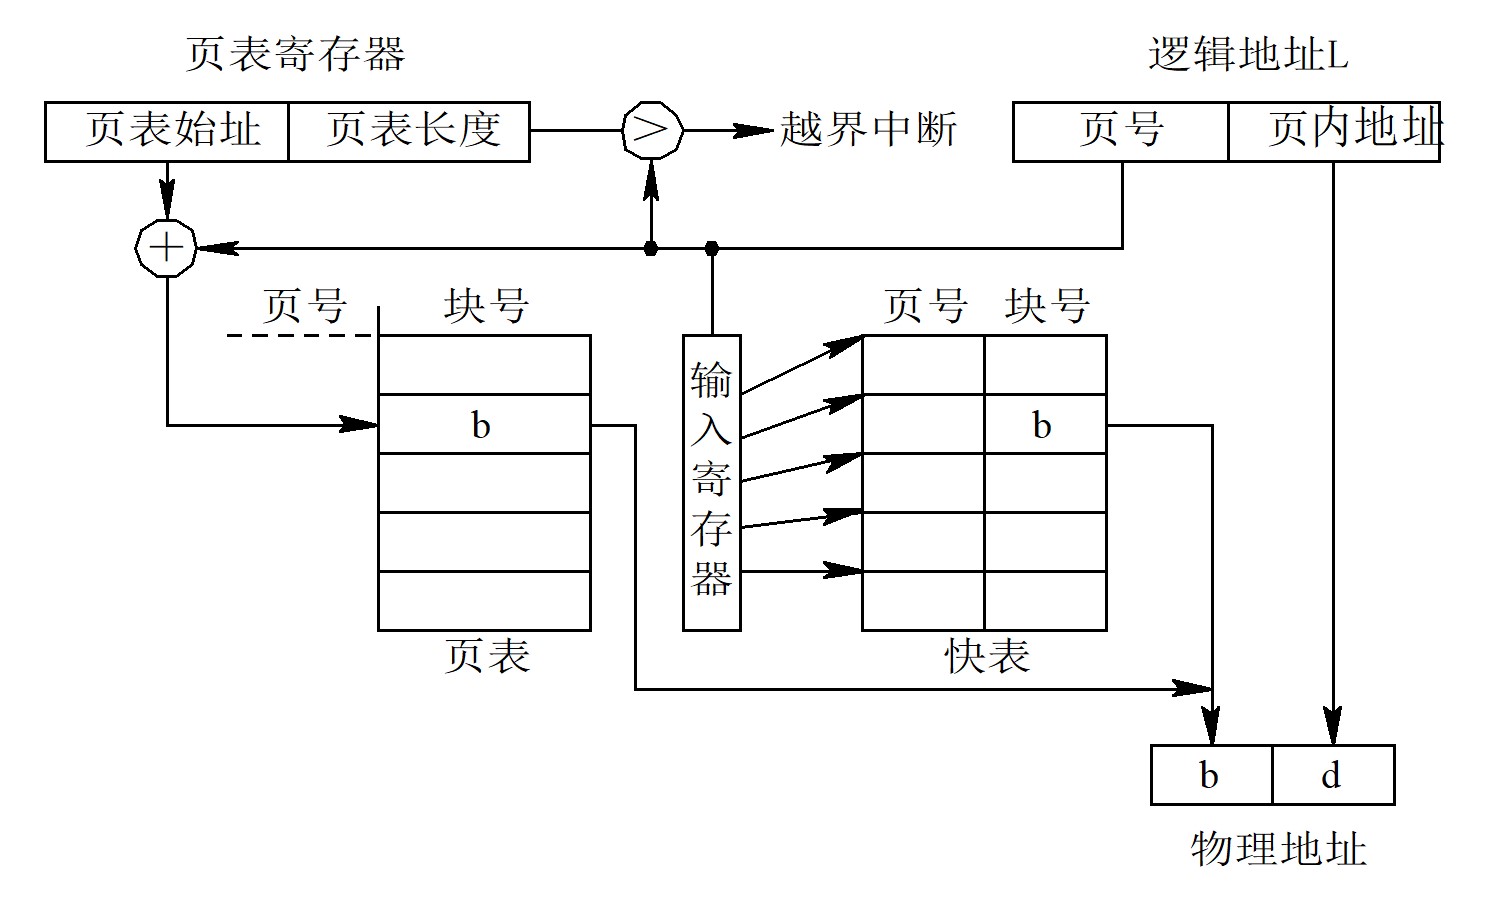 页表寄存器
逻辑地址L
页表始址 页表长度 > 越界中断 页号 页内地址
+
页号 块号 页号 块号
输入寄存器
b b
页表 快表
b d
物理地址